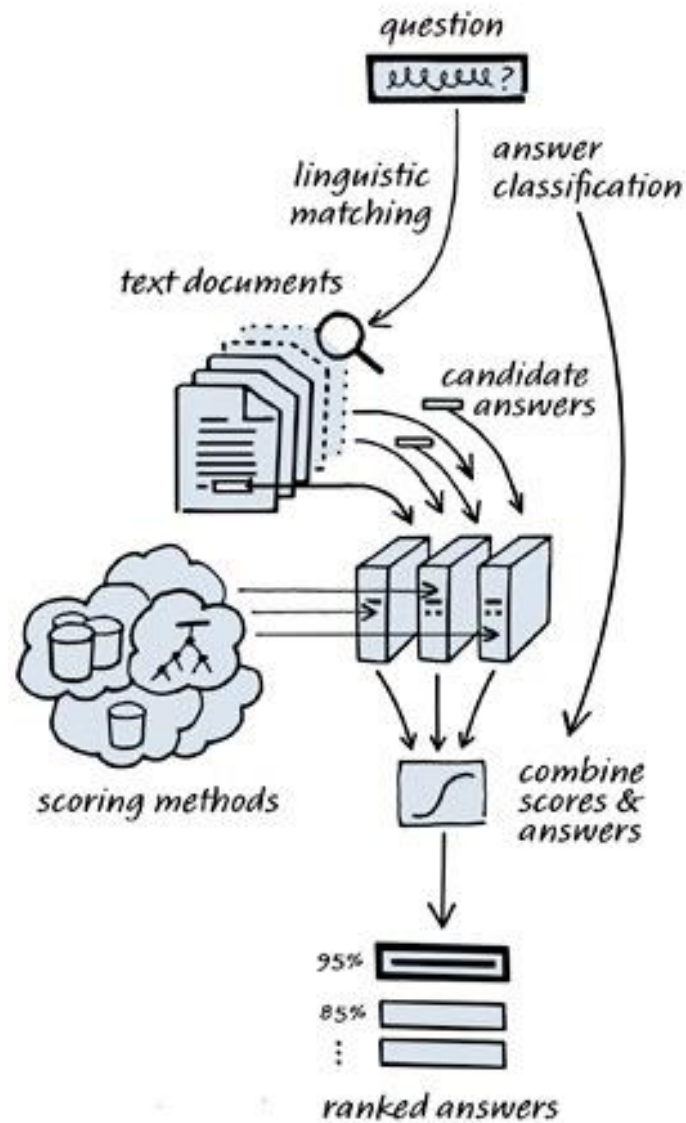 question
?
linguistic
matching
answer
classification
text documents
candidate
answers
scoring methods
combine
scores &
answers
95%
85%
ranked answers